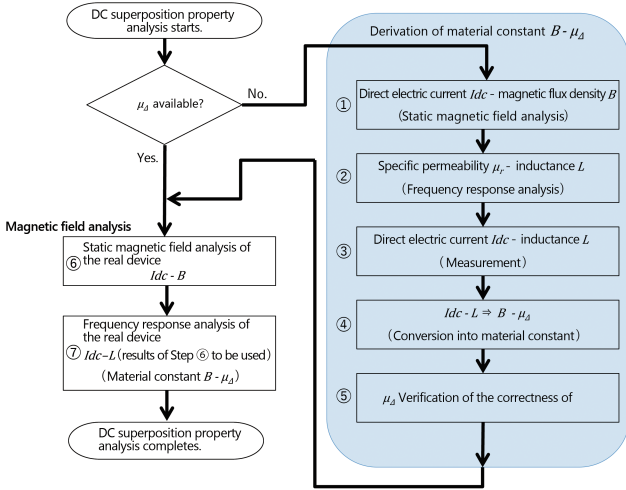 DC superposition property
analysis starts.
μΔ available?
No.
Yes.
Derivation of material constant B - μΔ
① Direct electric current Idc - magnetic flux density B
(Static magnetic field analysis)
② Specific permeability μr - inductance L
(Frequency response analysis)
③ Direct electric current Idc - inductance L
(Measurement)
④ Idc - L ⇒ B - μΔ
(Conversion into material constant)
⑤ μΔ Verification of the correctness of
Magnetic field analysis
Static magnetic field analysis of
⑥ the real device
Idc - B
Frequency response analysis of
the real device
⑦ Idc–L (results of Step ⑥ to be used)
(Material constant B - μΔ)
DC superposition property
analysis completes.